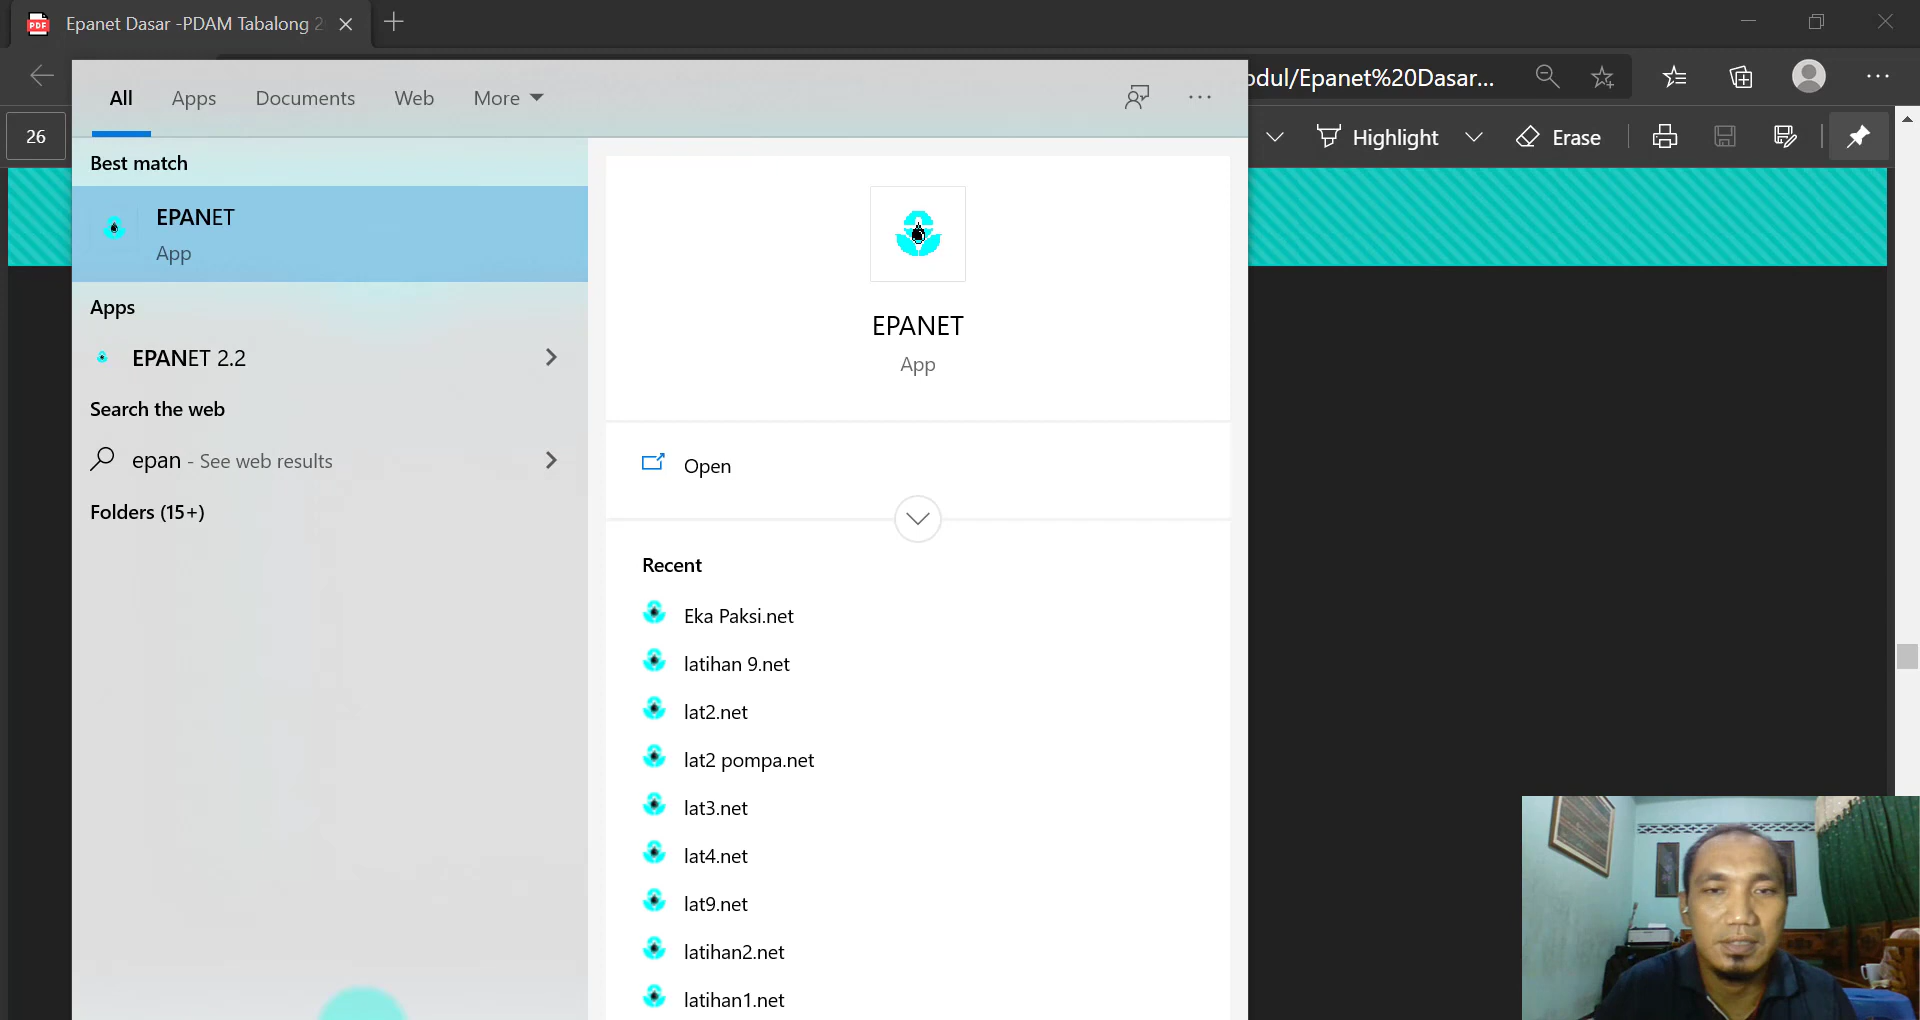 Epanet Dasar -PDAM Tabalong 2
odul/Epanet%20Dasar...
26
Highlight
Erase
All
Apps
Documents
Web
More
Best match
EPANET
App
Apps
EPANET 2.2
Search the web
epan - See web results
Folders (15+)
EPANET
App
Open
Recent
Eka Paksi.net
latihan 9.net
lat2.net
lat2 pompa.net
lat3.net
lat4.net
lat9.net
latihan2.net
latihan1.net